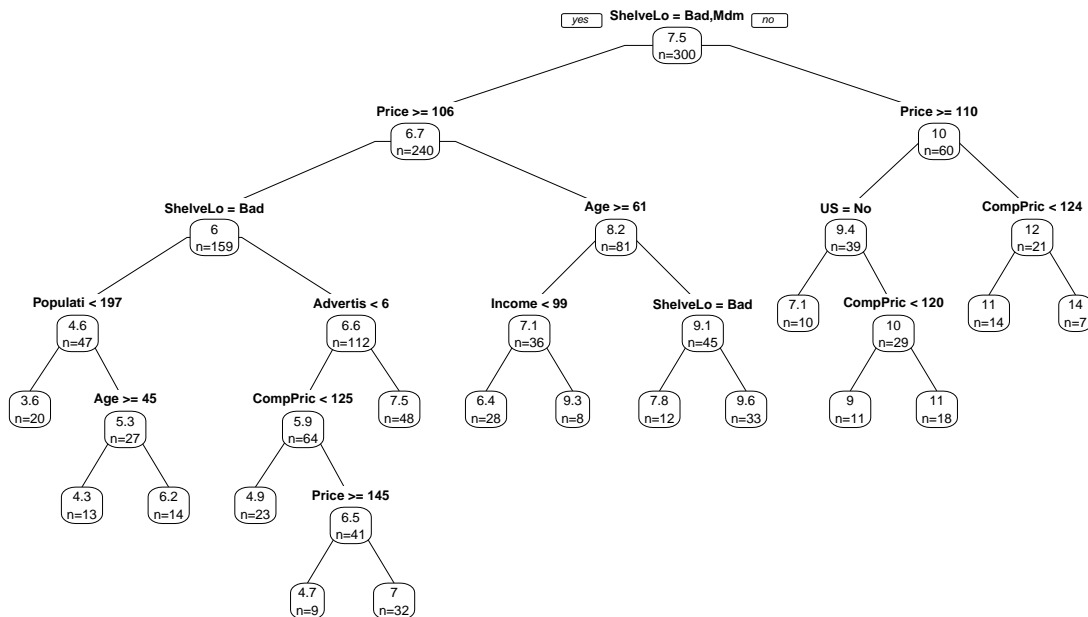 ShelveLo = Bad,Mdm
yes
no
7.5
n=300
Price >= 106
6.7
n=240
Price >= 110
10
n=60
ShelveLo = Bad
6
n=159
Age >= 61
8.2
n=81
US = No
9.4
n=39
CompPric < 124
12
n=21
Populati < 197
4.6
n=47
Advertis < 6
6.6
n=112
Income < 99
7.1
n=36
ShelveLo = Bad
9.1
n=45
7.1
n=10
CompPric < 120
10
n=29
11
n=14
14
n=7
3.6
n=20
Age >= 45
5.3
n=27
CompPric < 125
5.9
n=64
7.5
n=48
6.4
n=28
9.3
n=8
7.8
n=12
9.6
n=33
9
n=11
11
n=18
4.3
n=13
6.2
n=14
4.9
n=23
Price >= 145
6.5
n=41
4.7
n=9
7
n=32